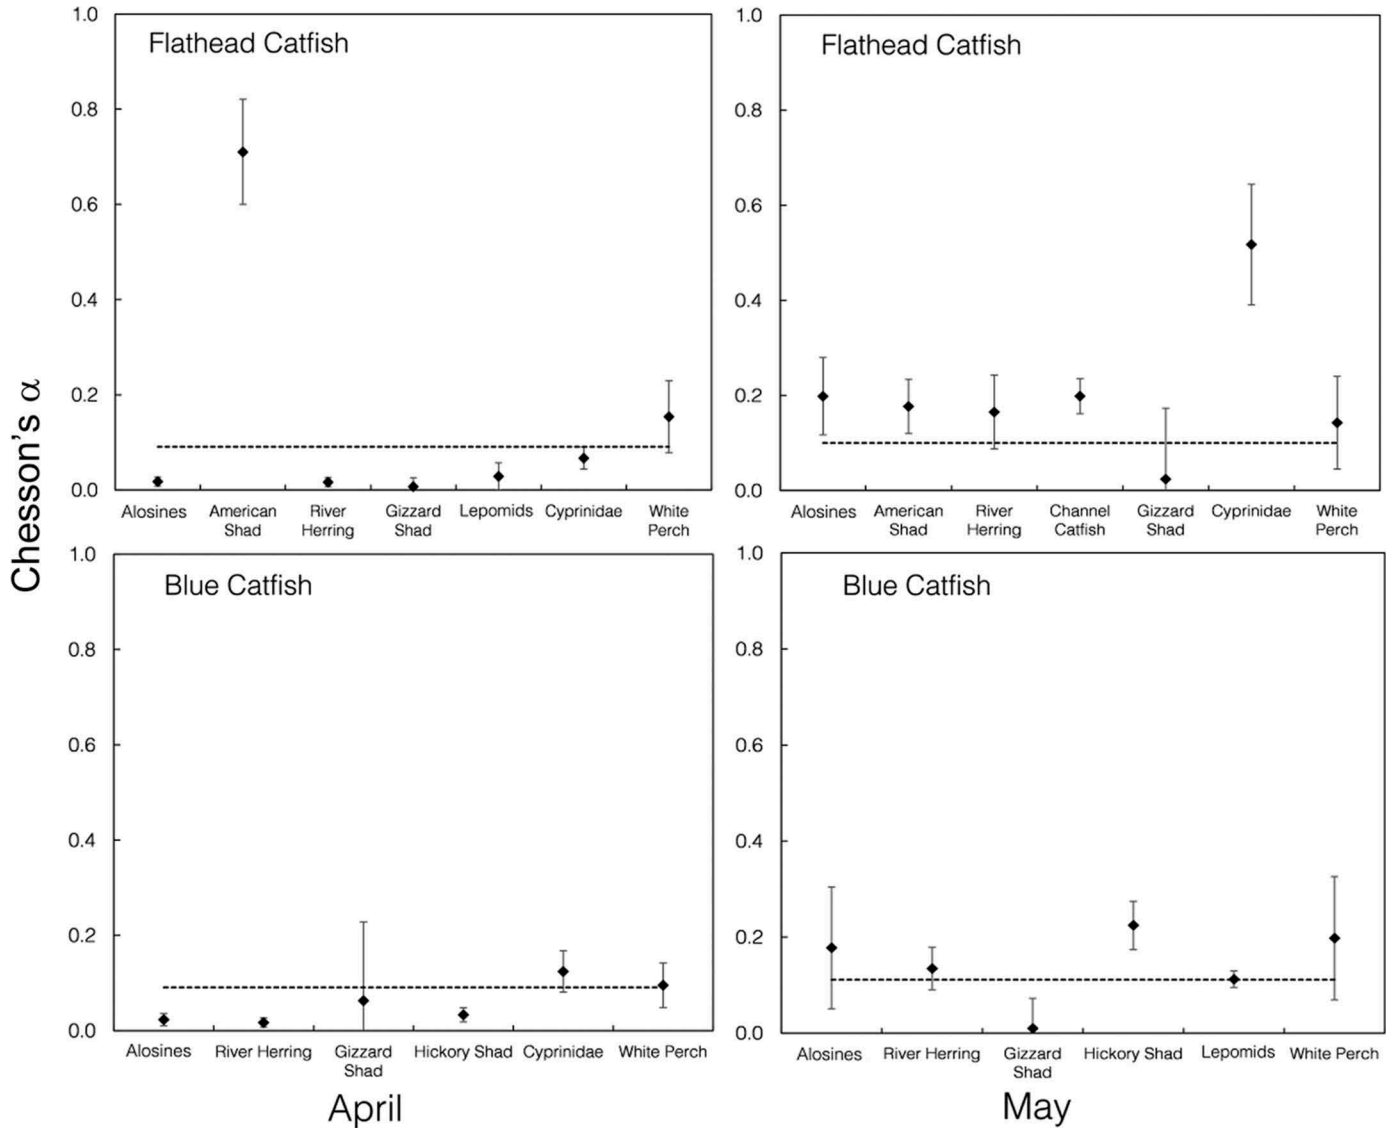 Chesson's α
Flathead Catfish
1.0
0.8
0.6
0.4
0.2
0.0
Alosines
American
Shad
River
Herring
Gizzard
Shad
Lepomids
Cyprinidae
White
Perch
Flathead Catfish
1.0
0.8
0.6
0.4
0.2
0.0
Alosines
American
Shad
River
Herring
Channel
Catfish
Gizzard
Shad
Cyprinidae
White
Perch
Blue Catfish
1.0
0.8
0.6
0.4
0.2
0.0
Alosines
River Herring
Gizzard
Shad
Hickory Shad
Cyprinidae
White Perch
April
Blue Catfish
1.0
0.8
0.6
0.4
0.2
0.0
Alosines
River Herring
Gizzard
Shad
Hickory Shad
Lepomids
White Perch
May